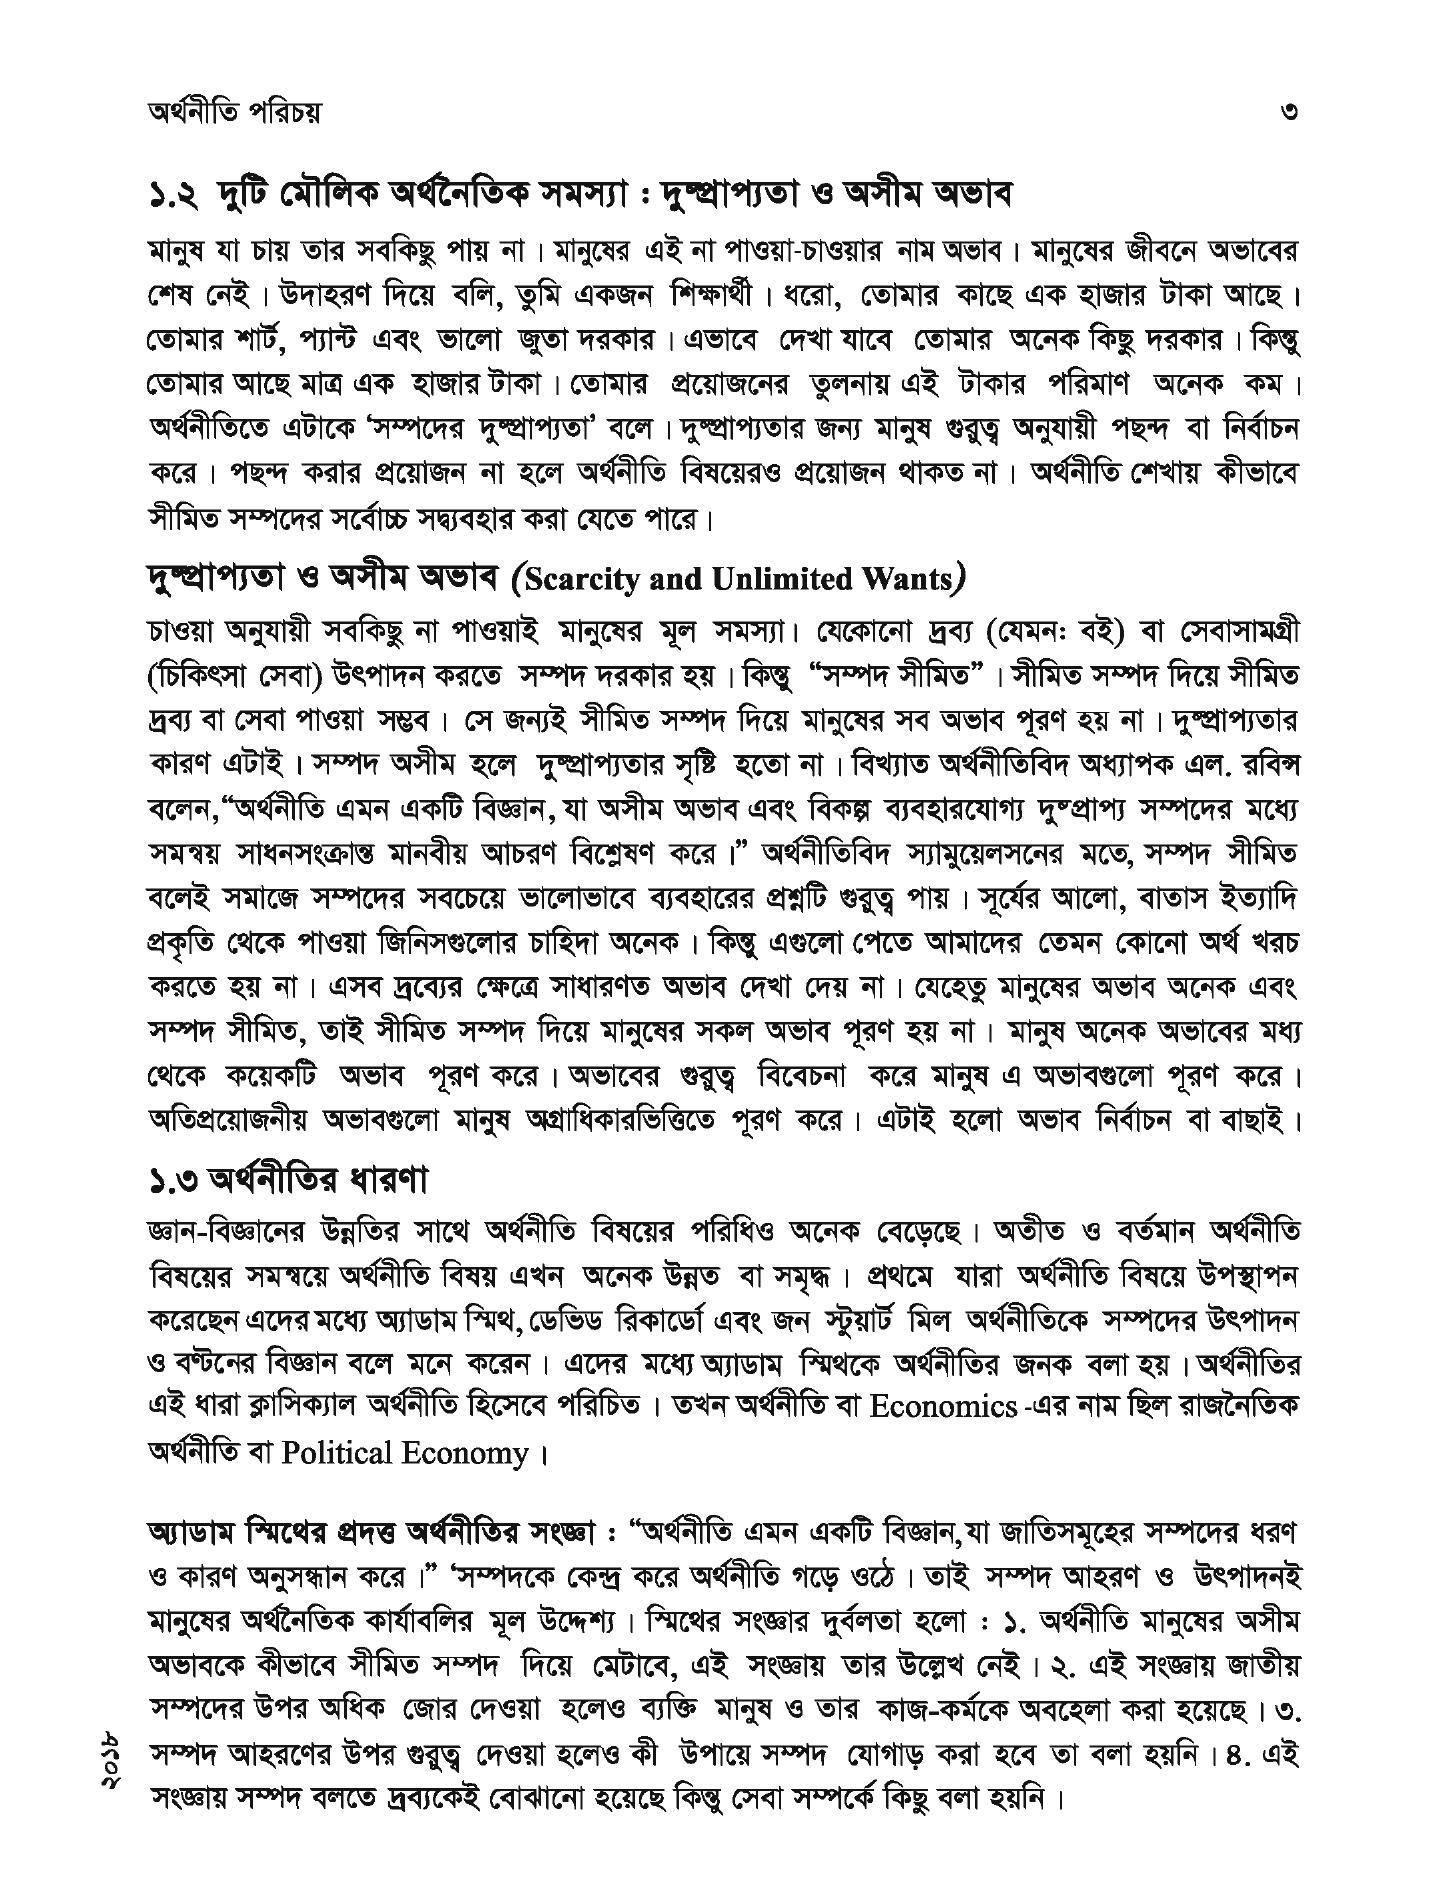 অর্থনীতি পরিচয় ৩
১.২ দুটি মৌলিক অর্থনৈতিক সমস্যা : দুষ্প্রাপ্যতা ও অসীম অভাব
মানুষ যা চায় তার সবকিছু পায় না। মানুষের এই না পাওয়া-চাওয়ার নাম অভাব। মানুষের জীবনে অভাবের
শেষ নেই। উদাহরণ দিয়ে বলি, তুমি একজন শিক্ষার্থী। ধরো, তোমার কাছে এক হাজার টাকা আছে।
তোমার শার্ট, প্যান্ট এবং ভালো জুতা দরকার। এভাবে দেখা যাবে তোমার অনেক কিছু দরকার। কিন্তু
তোমার আছে মাত্র এক হাজার টাকা। তোমার প্রয়োজনের তুলনায় এই টাকার পরিমাণ অনেক কম।
অর্থনীতিতে এটাকে ‘সম্পদের দুষ্প্রাপ্যতা’ বলে। দুষ্প্রাপ্যতার জন্য মানুষ গুরুত্ব অনুযায়ী পছন্দ বা নির্বাচন
করে। পছন্দ করার প্রয়োজন না হলে অর্থনীতি বিষয়েরও প্রয়োজন থাকত না। অর্থনীতি শেখায় কীভাবে
সীমিত সম্পদের সর্বোচ্চ সদ্ব্যবহার করা যেতে পারে।
দুষ্প্রাপ্যতা ও অসীম অভাব (Scarcity and Unlimited Wants)
চাওয়া অনুযায়ী সবকিছু না পাওয়াই মানুষের মূল সমস্যা। যেকোনো দ্রব্য (যেমন: বই) বা সেবাসামগ্রী
(চিকিৎসা সেবা) উৎপাদন করতে সম্পদ দরকার হয়। কিন্তু “সম্পদ সীমিত”। সীমিত সম্পদ দিয়ে সীমিত
দ্রব্য বা সেবা পাওয়া সম্ভব। সে জন্যই সীমিত সম্পদ দিয়ে মানুষের সব অভাব পূরণ হয় না। দুষ্প্রাপ্যতার
কারণ এটাই। সম্পদ অসীম হলে দুষ্প্রাপ্যতার সৃষ্টি হতো না। বিখ্যাত অর্থনীতিবিদ অধ্যাপক এল. রবিন্স
বলেন,“অর্থনীতি এমন একটি বিজ্ঞান, যা অসীম অভাব এবং বিকল্প ব্যবহারযোগ্য দুষ্প্রাপ্য সম্পদের মধ্যে
সমন্বয় সাধনসংক্রান্ত মানবীয় আচরণ বিশ্লেষণ করে।” অর্থনীতিবিদ স্যামুয়েলসনের মতে, সম্পদ সীমিত
বলেই সমাজে সম্পদের সবচেয়ে ভালোভাবে ব্যবহারের প্রশ্নটি গুরুত্ব পায়। সূর্যের আলো, বাতাস ইত্যাদি
প্রকৃতি থেকে পাওয়া জিনিসগুলোর চাহিদা অনেক। কিন্তু এগুলো পেতে আমাদের তেমন কোনো অর্থ খরচ
করতে হয় না। এসব দ্রব্যের ক্ষেত্রে সাধারণত অভাব দেখা দেয় না। যেহেতু মানুষের অভাব অনেক এবং
সম্পদ সীমিত, তাই সীমিত সম্পদ দিয়ে মানুষের সকল অভাব পূরণ হয় না। মানুষ অনেক অভাবের মধ্য
থেকে কয়েকটি অভাব পূরণ করে। অভাবের গুরুত্ব বিবেচনা করে মানুষ এ অভাবগুলো পূরণ করে।
অতিপ্রয়োজনীয় অভাবগুলো মানুষ অগ্রাধিকারভিত্তিতে পূরণ করে। এটাই হলো অভাব নির্বাচন বা বাছাই।
১.৩ অর্থনীতির ধারণা
জ্ঞান-বিজ্ঞানের উন্নতির সাথে অর্থনীতি বিষয়ের পরিধিও অনেক বেড়েছে। অতীত ও বর্তমান অর্থনীতি
বিষয়ের সমন্বয়ে অর্থনীতি বিষয় এখন অনেক উন্নত বা সমৃদ্ধ। প্রথমে যারা অর্থনীতি বিষয়ে উপস্থাপন
করেছেন এদের মধ্যে অ্যাডাম স্মিথ, ডেভিড রিকার্ডো এবং জন স্টুয়ার্ট মিল অর্থনীতিকে সম্পদের উৎপাদন
ও বণ্টনের বিজ্ঞান বলে মনে করেন। এদের মধ্যে অ্যাডাম স্মিথকে অর্থনীতির জনক বলা হয়। অর্থনীতির
এই ধারা ক্লাসিক্যাল অর্থনীতি হিসেবে পরিচিত। তখন অর্থনীতি বা Economics -এর নাম ছিল রাজনৈতিক
অর্থনীতি বা Political Economy।
অ্যাডাম স্মিথের প্রদত্ত অর্থনীতির সংজ্ঞা : “অর্থনীতি এমন একটি বিজ্ঞান, যা জাতিসমূহের সম্পদের ধরণ
ও কারণ অনুসন্ধান করে।” ‘সম্পদকে কেন্দ্র করে অর্থনীতি গড়ে ওঠে। তাই সম্পদ আহরণ ও উৎপাদনই
মানুষের অর্থনৈতিক কার্যাবলির মূল উদ্দেশ্য। স্মিথের সংজ্ঞার দুর্বলতা হলো : ১. অর্থনীতি মানুষের অসীম
অভাবকে কীভাবে সীমিত সম্পদ দিয়ে মেটাবে, এই সংজ্ঞায় তার উল্লেখ নেই। ২. এই সংজ্ঞায় জাতীয়
সম্পদের উপর অধিক জোর দেওয়া হলেও ব্যক্তি মানুষ ও তার কাজ-কর্মকে অবহেলা করা হয়েছে। ৩.
সম্পদ আহরণের উপর গুরুত্ব দেওয়া হলেও কী উপায়ে সম্পদ যোগাড় করা হবে তা বলা হয়নি। ৪. এই
সংজ্ঞায় সম্পদ বলতে দ্রব্যকেই বোঝানো হয়েছে কিন্তু সেবা সম্পর্কে কিছু বলা হয়নি।
২০১৮